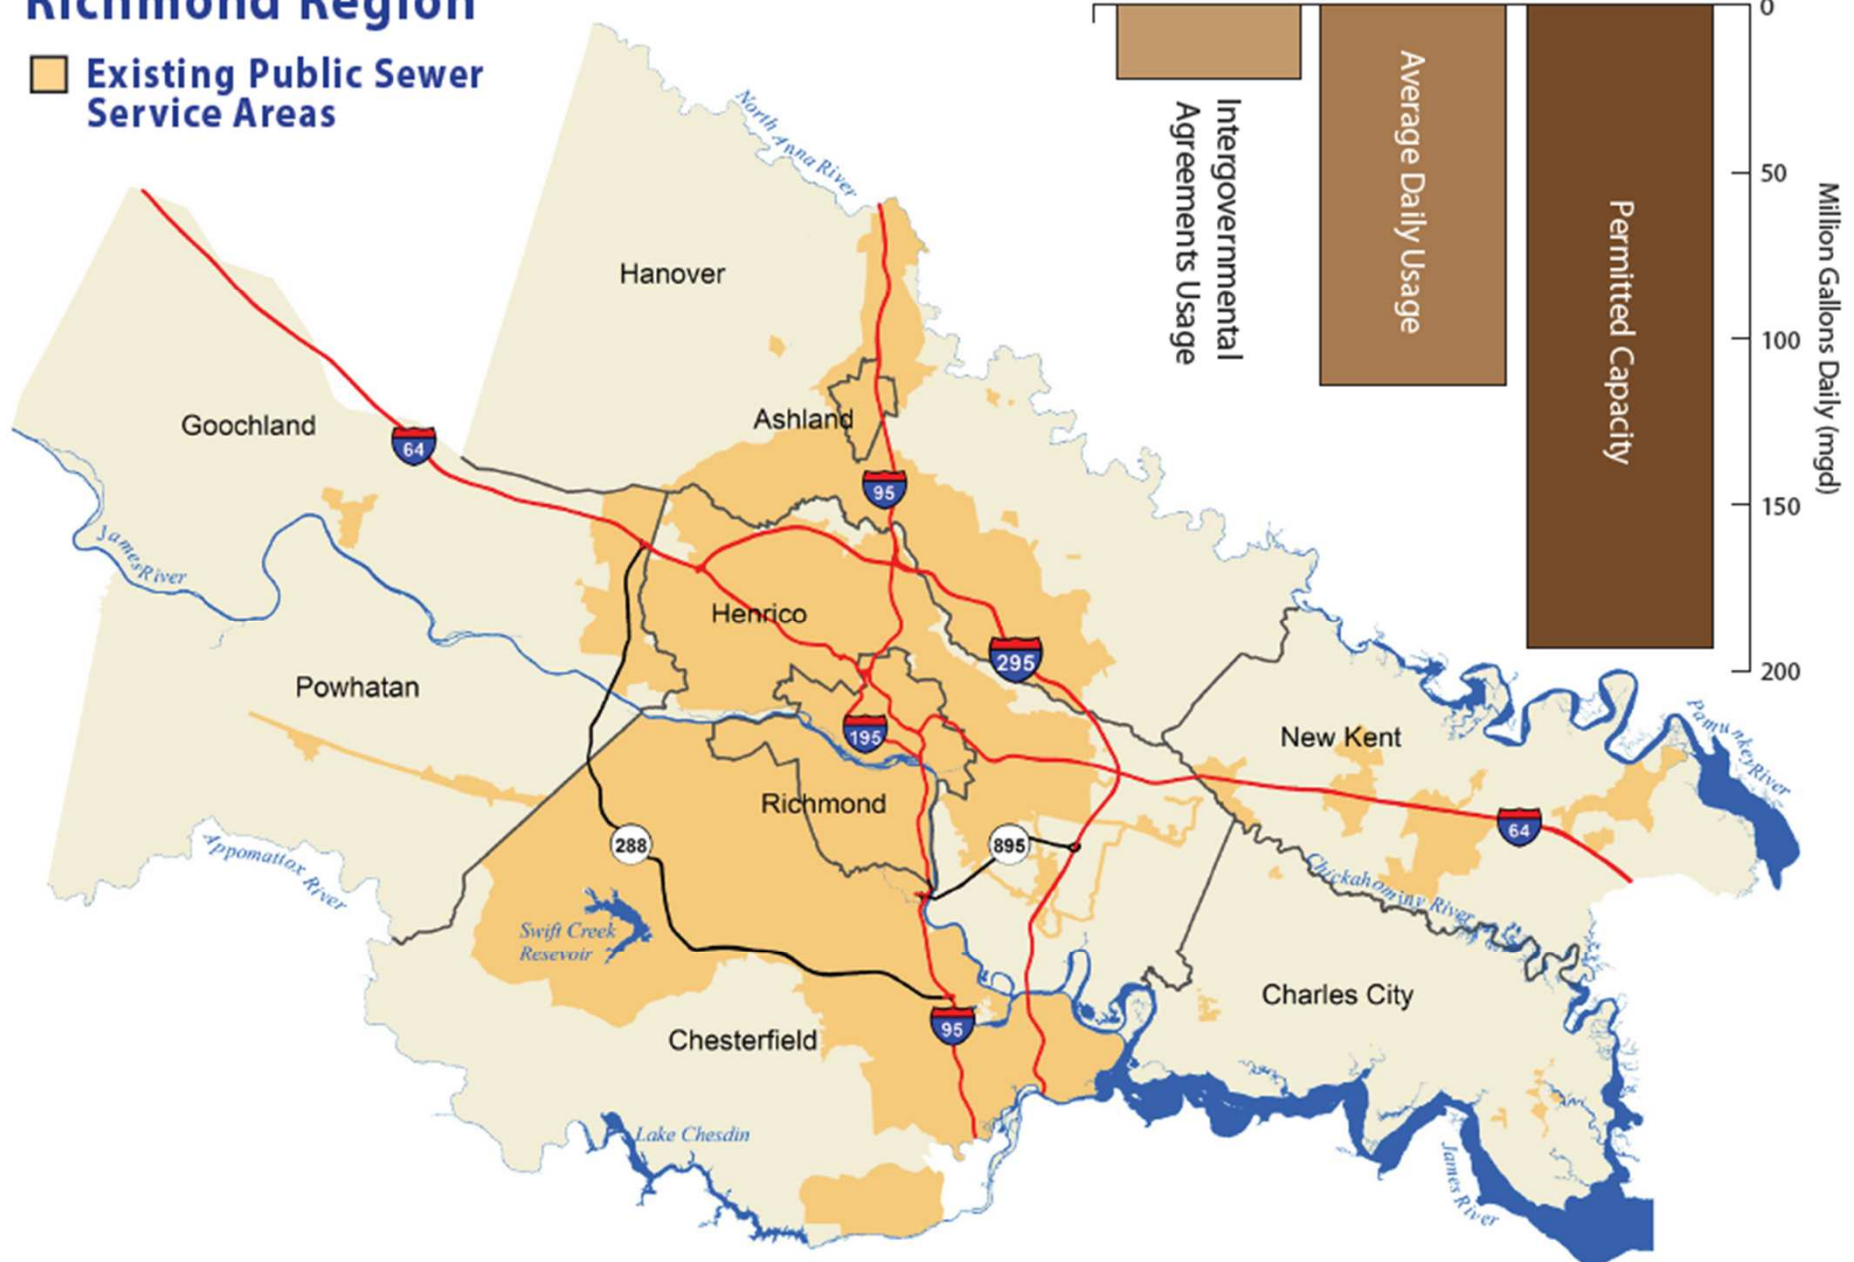 Richmond Region
Existing Public Sewer
Service Areas
0
50
100
150
200
Million Gallons Daily (mgd)
Intergovernmental
Agreements Usage
Average Daily Usage
Permitted Capacity
North Anna River
Hanover
Goochland
64
Ashland
95
James River
Henrico
295
Powhatan
195
New Kent
Pamunkey River
Richmond
64
288
895
Appomattox River
Chickahominy River
Swift Creek
Resevoir
Charles City
95
Chesterfield
Lake Chesdin
James River